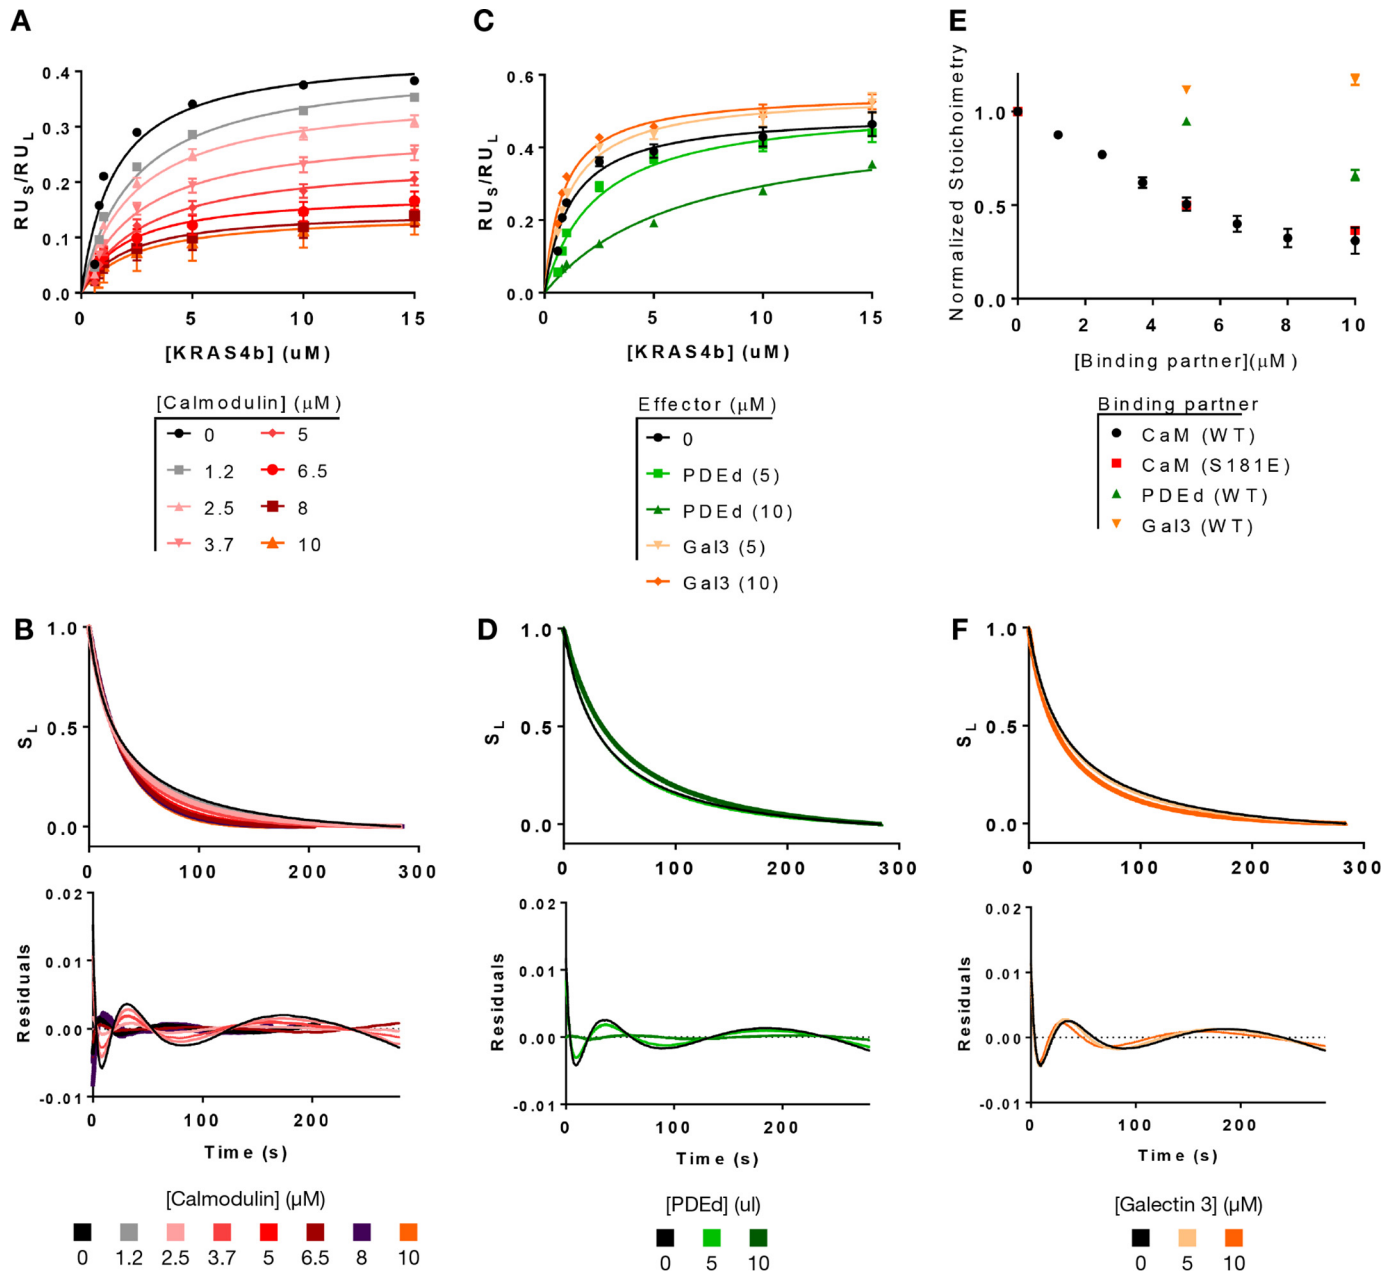 A
RUS/RUL
0.4
0.3
0.2
0.1
0.0
0 5 10 15
[KRAS4b] (uM)
[Calmodulin] (μM)
0 5
1.2 6.5
2.5 8
3.7 10
C
RUS/RUL
0.6
0.4
0.2
0.0
0 5 10 15
[KRAS4b] (uM)
Effector (μM)
0
PDEd (5)
PDEd (10)
Gal3 (5)
Gal3 (10)
E
Normalized Stoichoimetry
1.0
0.5
0.0
0 2 4 6 8 10
[Binding partner](μM)
Binding partner
CaM (WT)
CaM (S181E)
PDEd (WT)
Gal3 (WT)
B
SL
1.0
0.5
0.0
0 100 200 300
Residuals
0.02
0.01
0.00
-0.01
0 100 200
Time (s)
[Calmodulin] (μM)
0 1.2 2.5 3.7 5 6.5 8 10
D
SL
1.0
0.5
0.0
0 100 200 300
Residuals
0.02
0.01
0.00
-0.01
0 100 200
Time (s)
[PDEd] (ul)
0 5 10
F
SL
1.0
0.5
0.0
0 100 200 300
Residuals
0.02
0.01
0.00
-0.01
0 100 200
Time (s)
[Galectin 3] (μM)
0 5 10